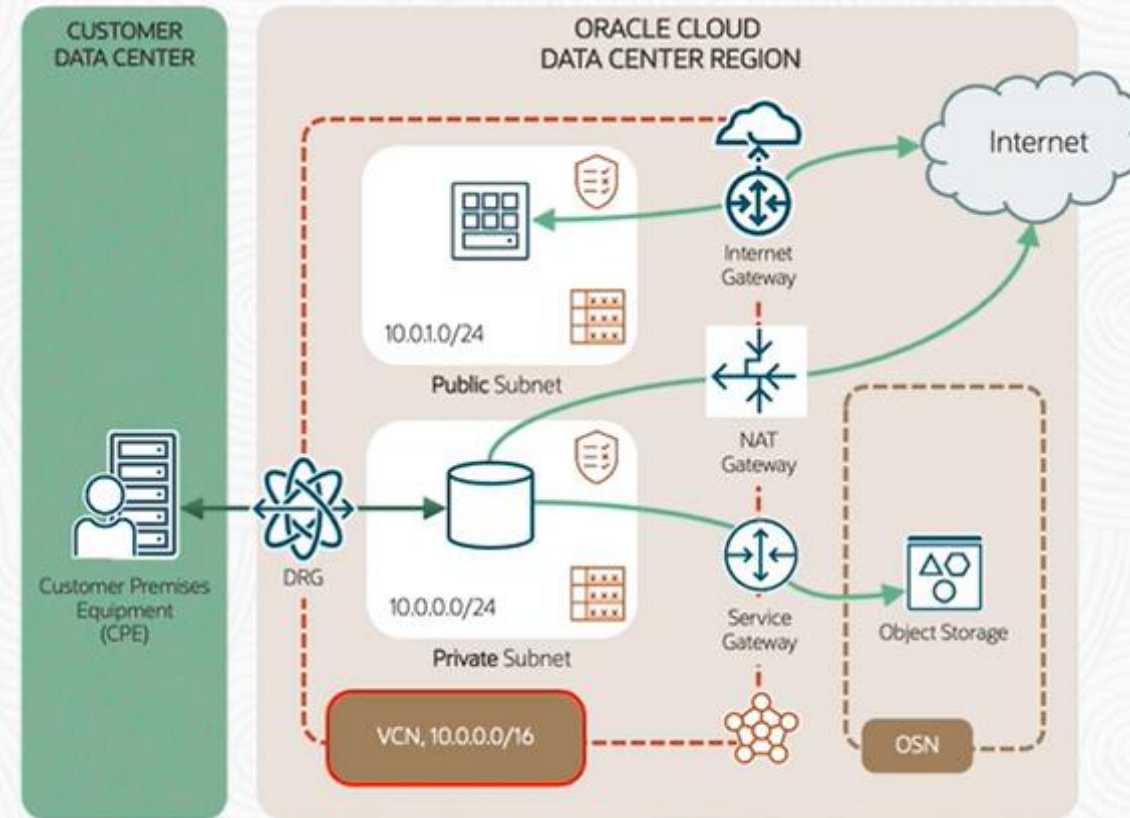 CUSTOMER
DATA CENTER
ORACLE CLOUD
DATA CENTER REGION
Internet
Internet
Gateway
10.0.1.0/24
Public Subnet
NAT
Gateway
Customer Premises
Equipment
(CPE)
DRG
10.0.0.0/24
Private Subnet
Service
Gateway
Object Storage
VCN, 10.0.0.0/16
OSN